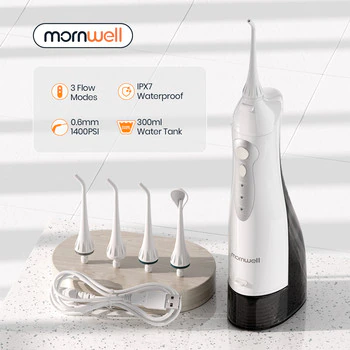 mornwell
3 Flow
Modes
IPX7
Waterproof
0.6mm
1400PSI
300ml
Water Tank
mornwell